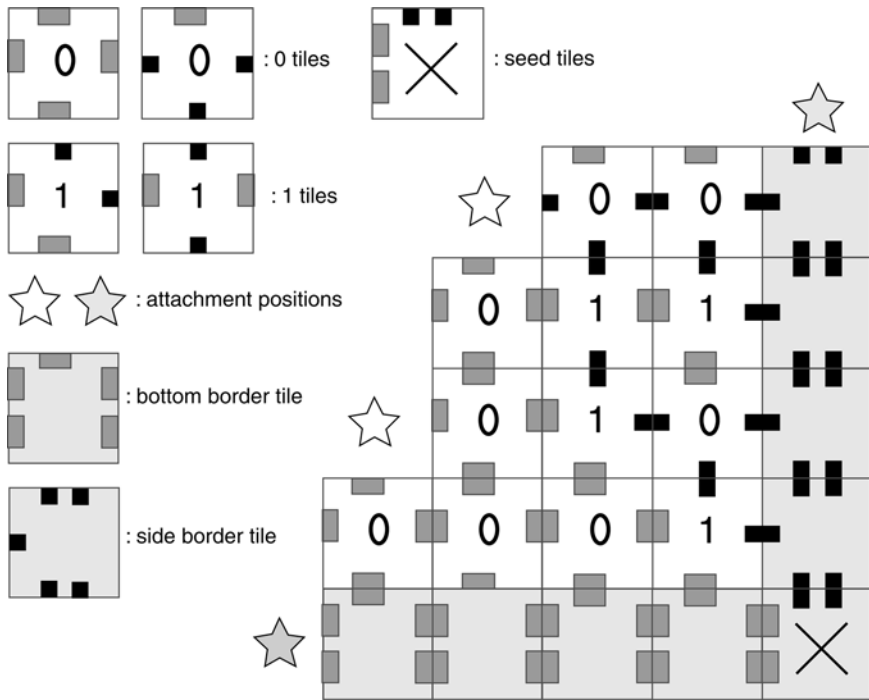 0 0 : 0 tiles
: seed tiles
1 1 : 1 tiles
: attachment positions
: bottom border tile
: side border tile
0 0
0 1 1
0 1 0
0 0 0 1